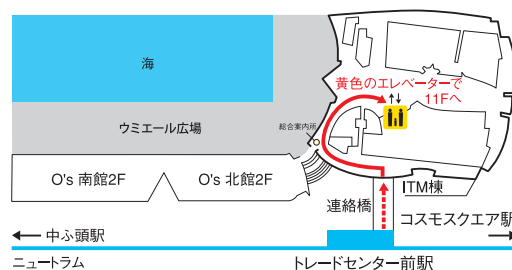 海
黄色のエレベーターで
11Fへ
ウミエール広場
総合案内所
O's 南館2F
O's 北館2F
ITM棟
連絡橋
コスモスクエア駅
中ふ頭駅
ニュートラム
トレードセンター前駅